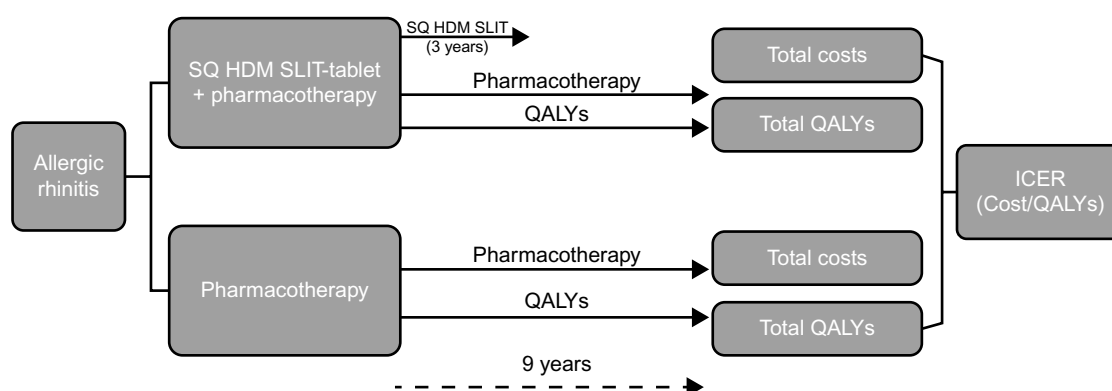 Allergic
rhinitis
SQ HDM SLIT-tablet
+ pharmacotherapy
SQ HDM SLIT
(3 years)
Pharmacotherapy
QALYs
Total costs
Total QALYs
Pharmacotherapy
Pharmacotherapy
QALYs
Total costs
Total QALYs
ICER
(Cost/QALYs)
9 years